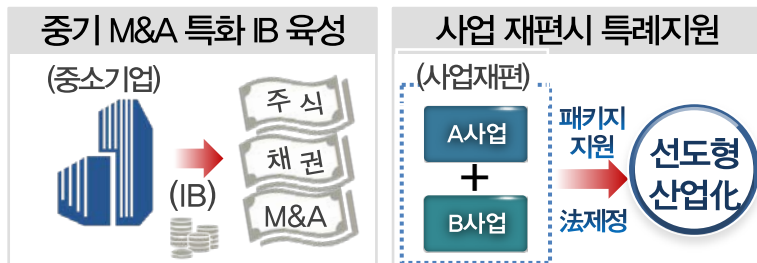 중기 M&A 특화 IB 육성
(중소기업)
주 식
채 권
M&A
(IB)
사업 재편시 특례지원
(사업재편)
A사업
+
B사업
패키지
지원
法제정
선도형
산업化